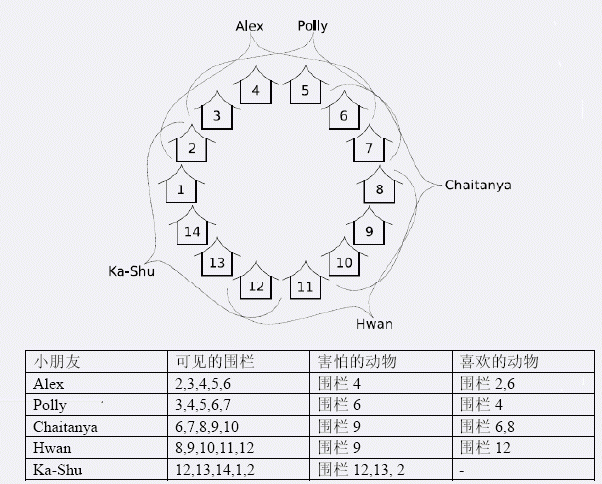 Alex Polly
4 5
3 6
2 7
1 8 Chaitanya
14 9
13 10
Ka-Shu 12 11
Hwan
小朋友 可见的围栏 害怕的动物 喜欢的动物
Alex 2,3,4,5,6 围栏 4 围栏 2,6
Polly 3,4,5,6,7 围栏 6 围栏 4
Chaitanya 6,7,8,9,10 围栏 9 围栏 6,8
Hwan 8,9,10,11,12 围栏 9 围栏 12
Ka-Shu 12,13,14,1,2 围栏 12,13, 2 -